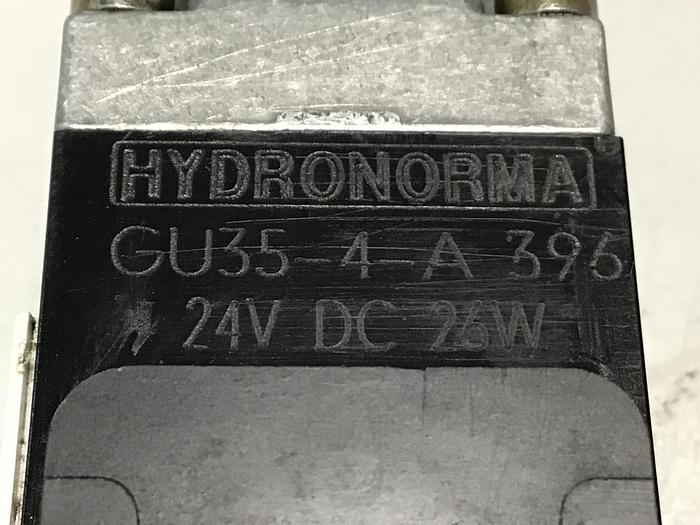 HYDRONORMA
GU35-4-A 396
24V DC 26W